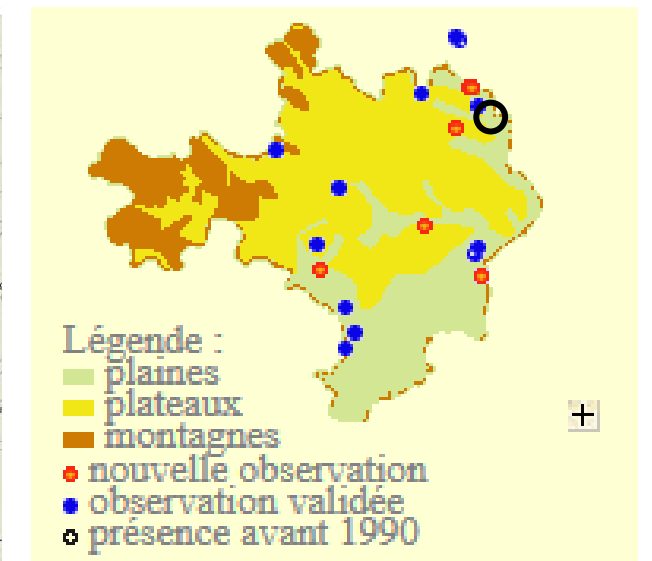 Légende :
plaines
plateaux
montagnes
nouvelle observation
observation validée
présence avant 1990